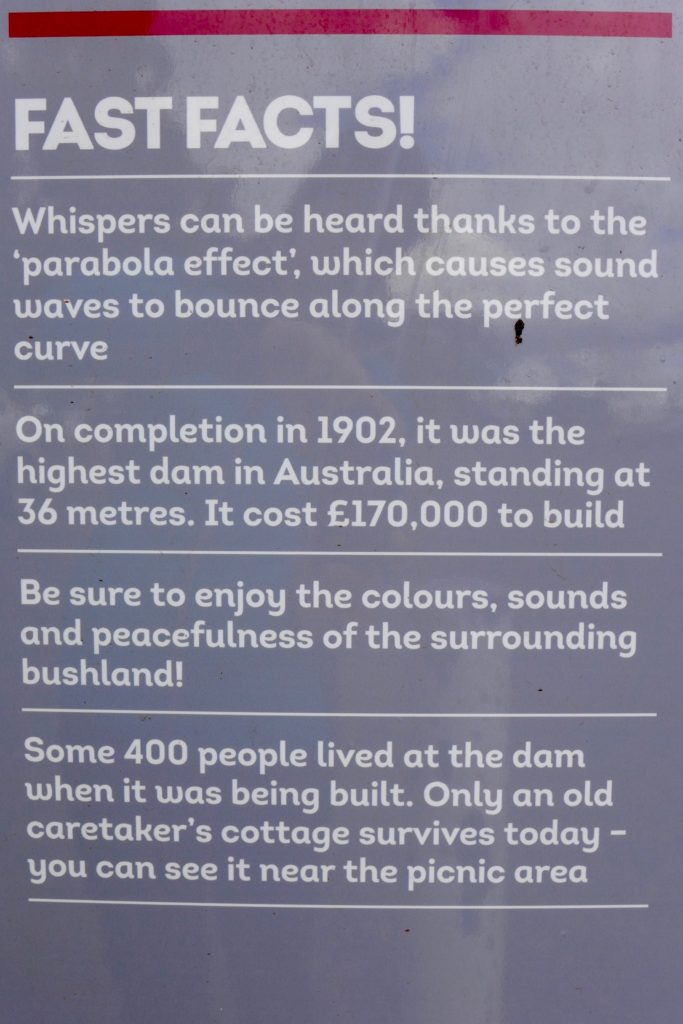 FAST FACTS!
Whispers can be heard thanks to the
‘parabola effect’, which causes sound
waves to bounce along the perfect
curve
On completion in 1902, it was the
highest dam in Australia, standing at
36 metres. It cost £170,000 to build
Be sure to enjoy the colours, sounds
and peacefulness of the surrounding
bushland!
Some 400 people lived at the dam
when it was being built. Only an old
caretaker’s cottage survives today –
you can see it near the picnic area